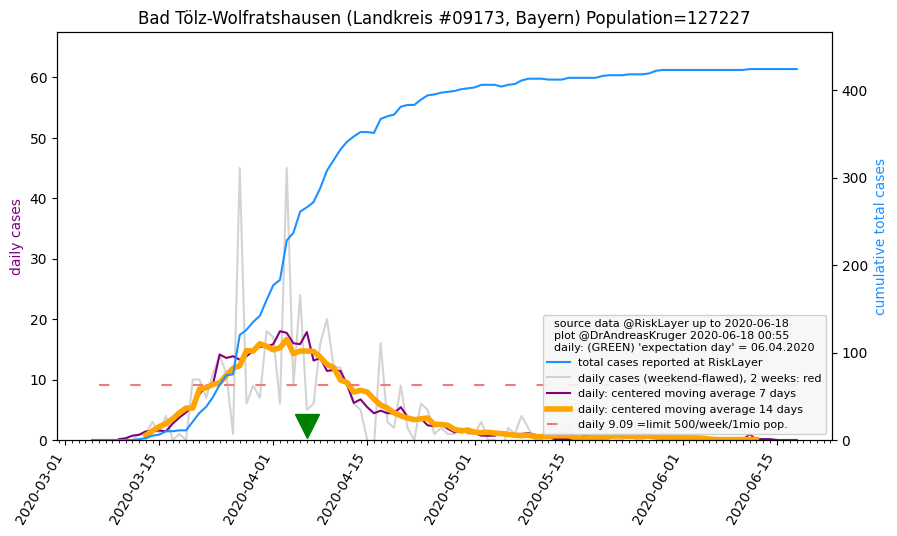 Bad Tölz-Wolfratshausen (Landkreis #09173, Bayern) Population=127227
daily cases
60
50
40
30
20
10
0
cumulative total cases
400
300
200
100
0
source data @RiskLayer up to 2020-06-18
plot @DrAndreasKruger 2020-06-18 00:55
daily: (GREEN) 'expectation day' = 06.04.2020
total cases reported at RiskLayer
daily cases (weekend-flawed), 2 weeks: red
daily: centered moving average 7 days
daily: centered moving average 14 days
daily 9.09 =limit 500/week/1mio pop.
2020-03-01
2020-03-15
2020-04-01
2020-04-15
2020-05-01
2020-05-15
2020-06-01
2020-06-15